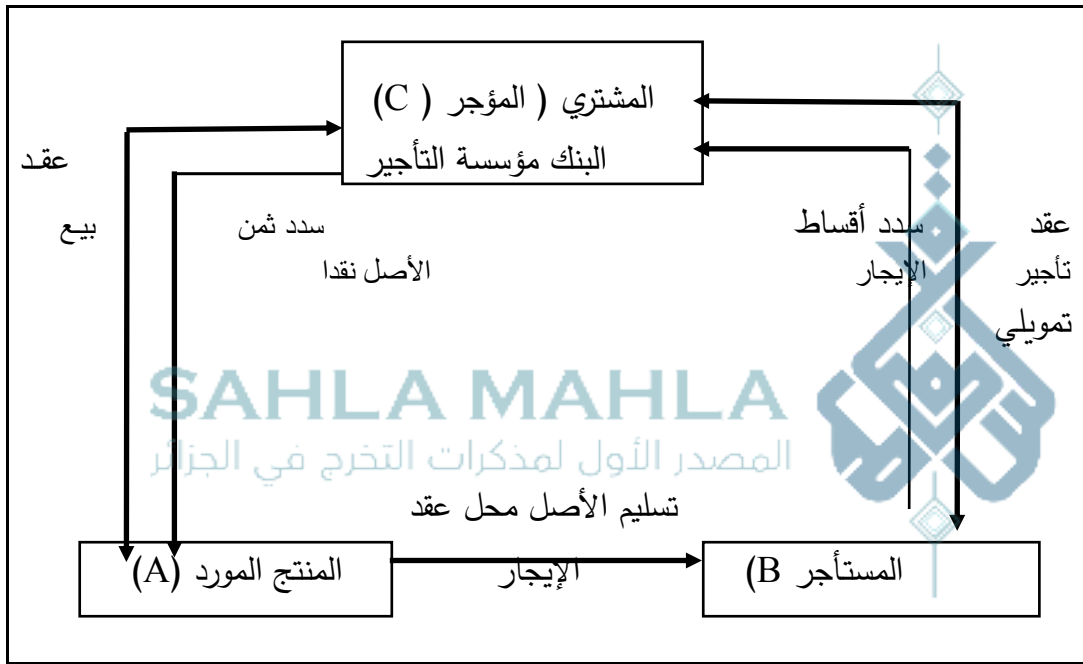 المشتري ( المؤجر ( C)
البنك مؤسسة التأجير
عقد
بيع
سدد ثمن
الأصل نقدا
سدد أقساط
الإيجار
عقد
تأجير
تمويلي
SAHLA MAHLA
المصدر الأول لمذكرات التخرج في الجزائر
تسليم الأصل محل عقد
الإيجار
المنتج المورد (A)
المستأجر B)